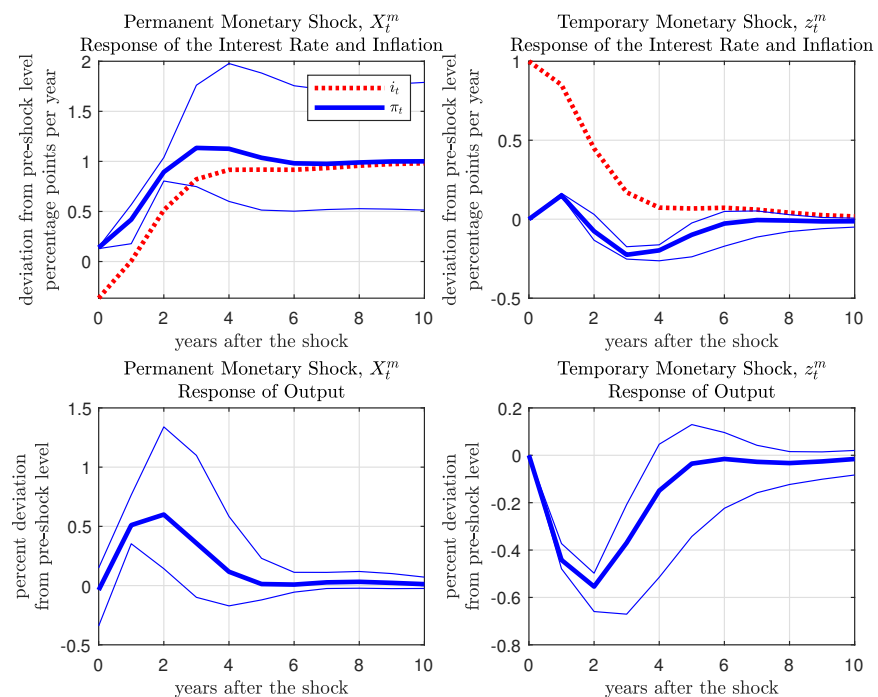 Permanent Monetary Shock, $X_t^m$
Response of the Interest Rate and Inflation
deviation from pre-shock level
percentage points per year
2
1.5
1
0.5
0
$i_t$
$\pi_t$
0 2 4 6 8 10
years after the shock
Temporary Monetary Shock, $z_t^m$
Response of the Interest Rate and Inflation
deviation from pre-shock level
percentage points per year
1
0.5
0
-0.5
0 2 4 6 8 10
years after the shock
Permanent Monetary Shock, $X_t^m$
Response of Output
percent deviation
from pre-shock level
1.5
1
0.5
0
-0.5
0 2 4 6 8 10
years after the shock
Temporary Monetary Shock, $z_t^m$
Response of Output
percent deviation
from pre-shock level
0.2
0
-0.2
-0.4
-0.6
-0.8
0 2 4 6 8 10
years after the shock